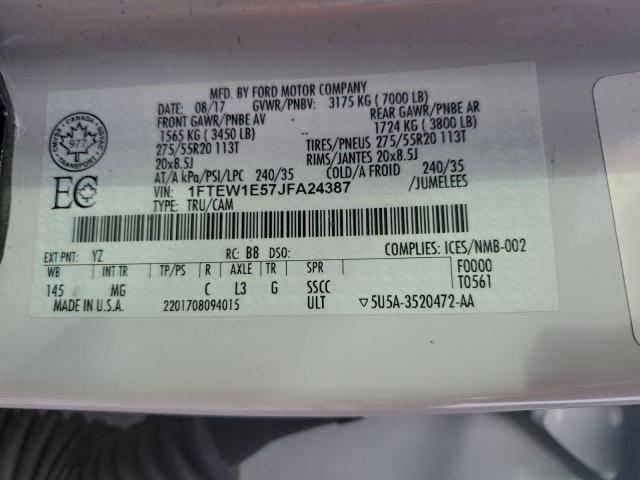 MFD. BY FORD MOTOR COMPANY
DATE: 08/17 GVWR/PNBV: 3175 KG ( 7000 LB)
FRONT GAWR/PNBE AV REAR GAWR/PNBE AR
1565 KG ( 3450 LB) 1724 KG ( 3800 LB)
275/55R20 113T TIRES/PNEUS 275/55R20 113T
20x8.5J RIMS/JANTES 20x8.5J
AT/A kPa/PSI/LPC 240/35 COLD/A FROID 240/35
VIN: 1FTEW1E57JFA24387 /JUMELEES
TYPE: TRU/CAM
977
TRANSPORT
EC
EXT PNT: YZ RC: B8 DSO: COMPLIES: ICES/NMB-002
WB INT TR TP/PS R AXLE TR SPR F0000
145 MG C L3 G SSCC T0561
MADE IN U.S.A. 2201708094015 ULT ▽5U5A-3520472-AA